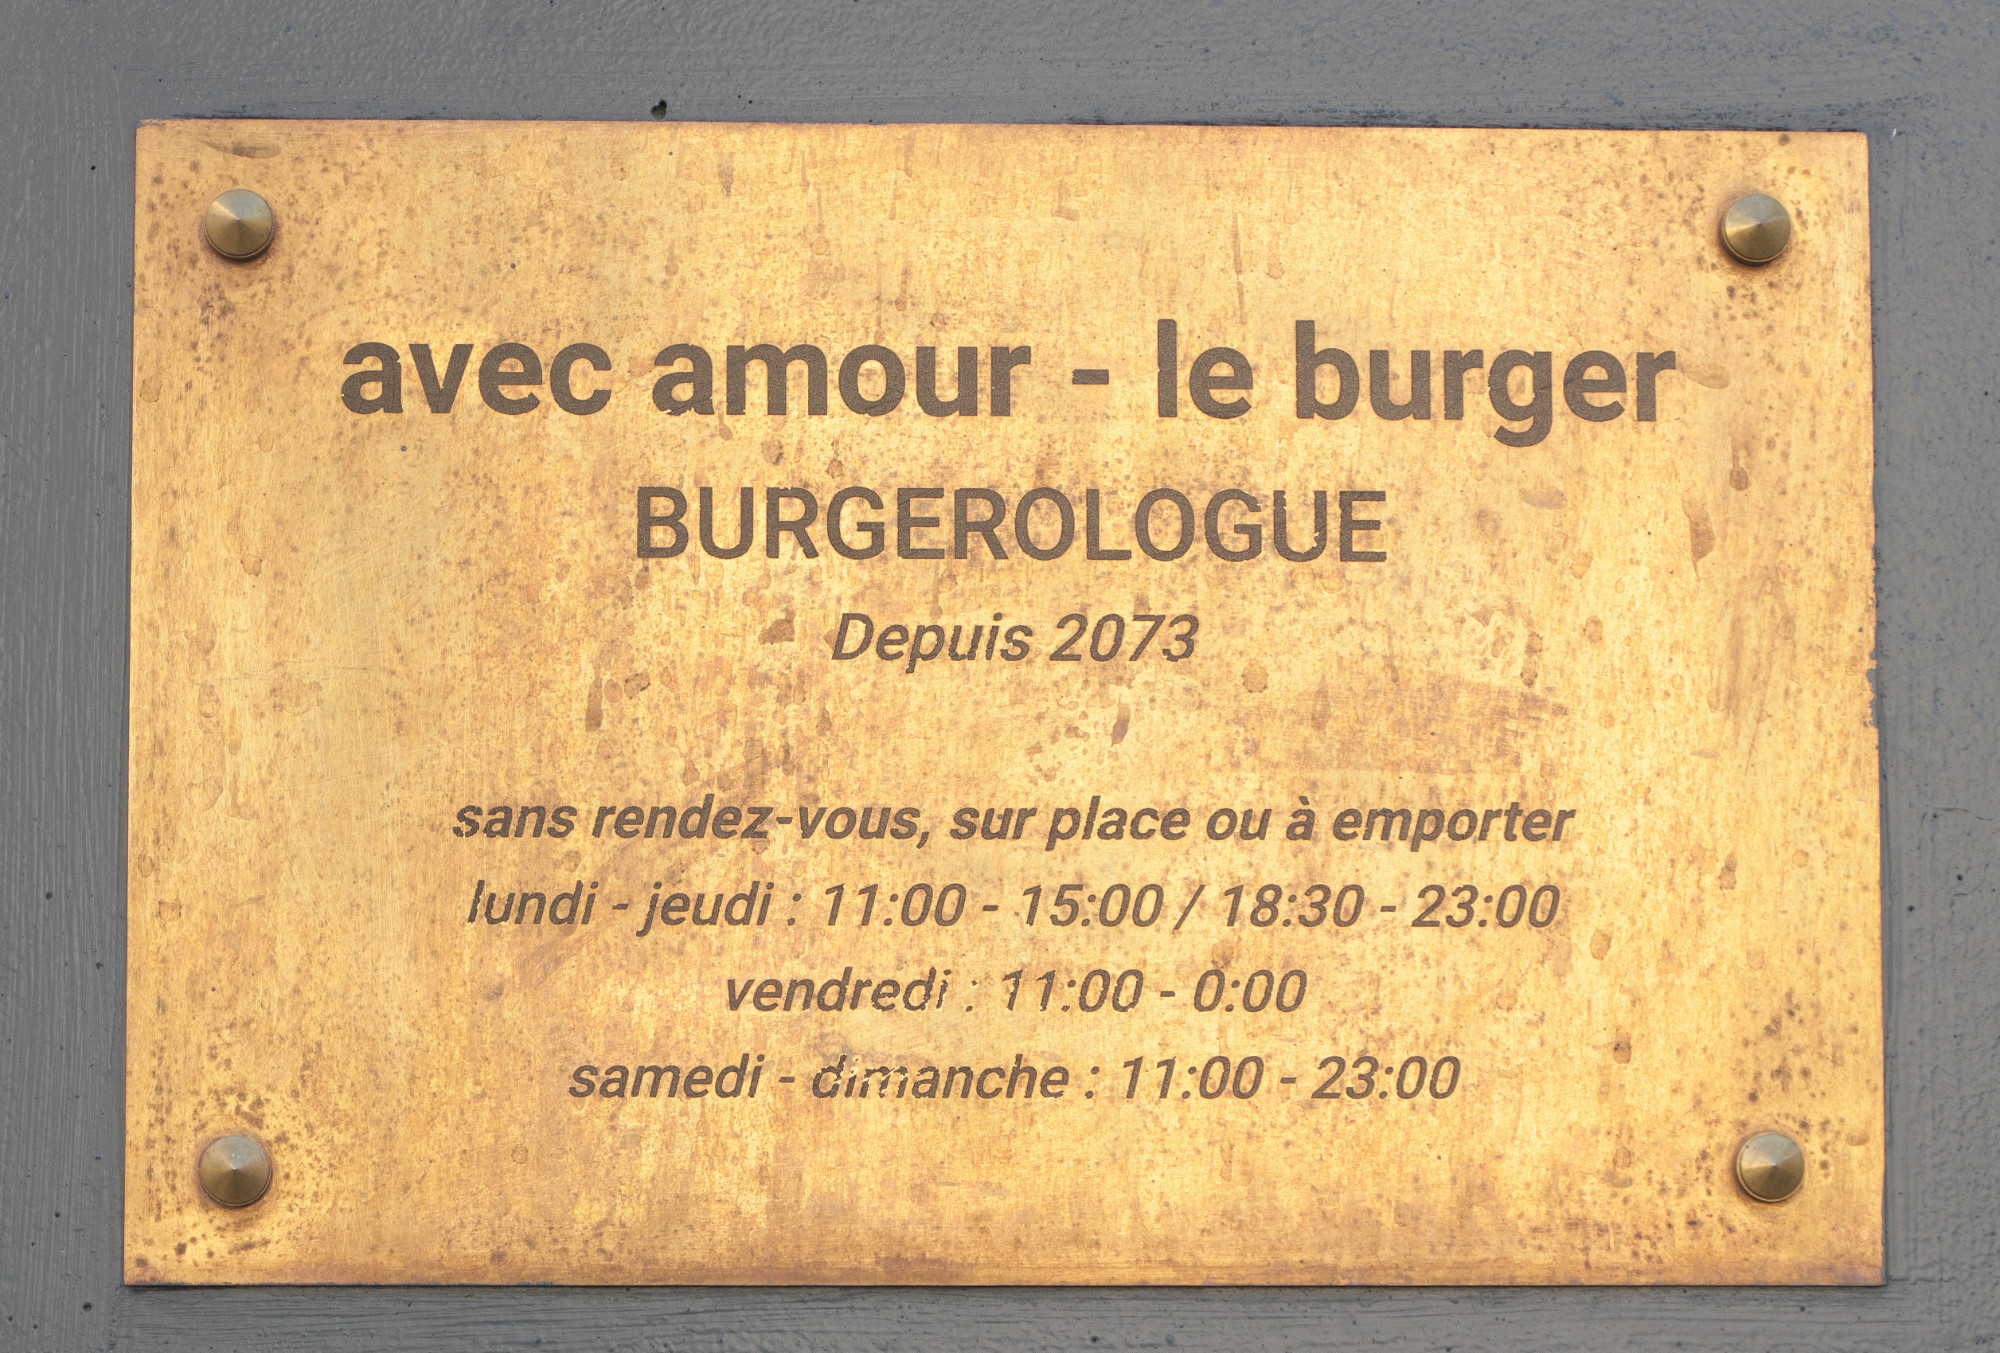 avec amour - le burger
BURGEROLOGUE
Depuis 2073
sans rendez-vous, sur place ou à emporter
lundi - jeudi : 11:00 - 15:00 / 18:30 - 23:00
vendredi : 11:00 - 0:00
samedi - dimanche : 11:00 - 23:00